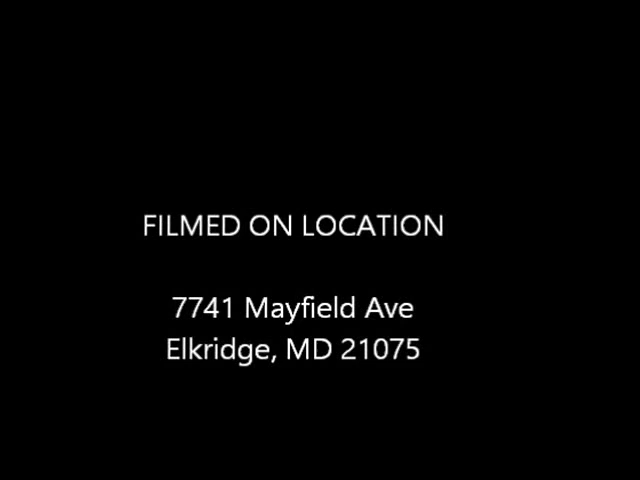 FILMED ON LOCATION
7741 Mayfield Ave
Elkridge, MD 21075